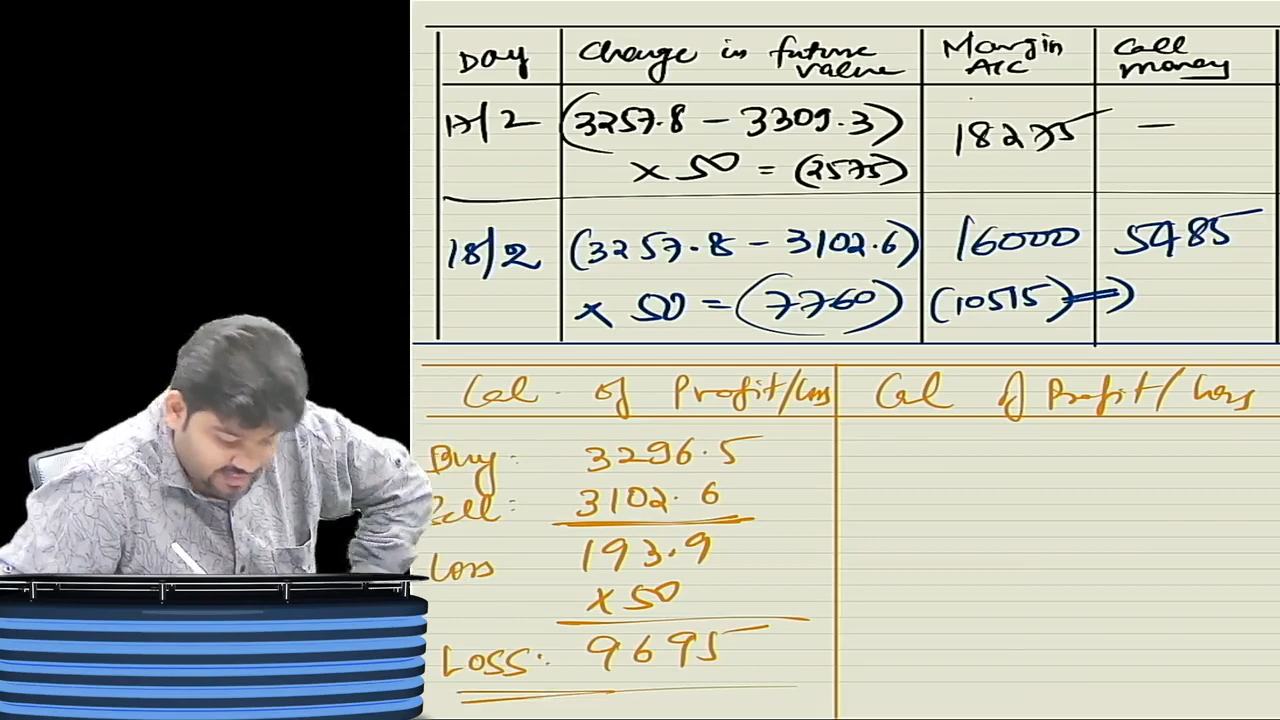 Day Change in future value Margin A/C Call money
17/2 (3257.8 - 3309.3) 18275 -
× 50 = (2575)
18/2 (3257.8 - 3102.6) 16000 5485
× 50 = (7760) (10515)
Cal. of Profit/Loss Cal of Profit/Loss
Buy: 3296.5
Sell: 3102.6
Loss 193.9
× 50
Loss: 9695